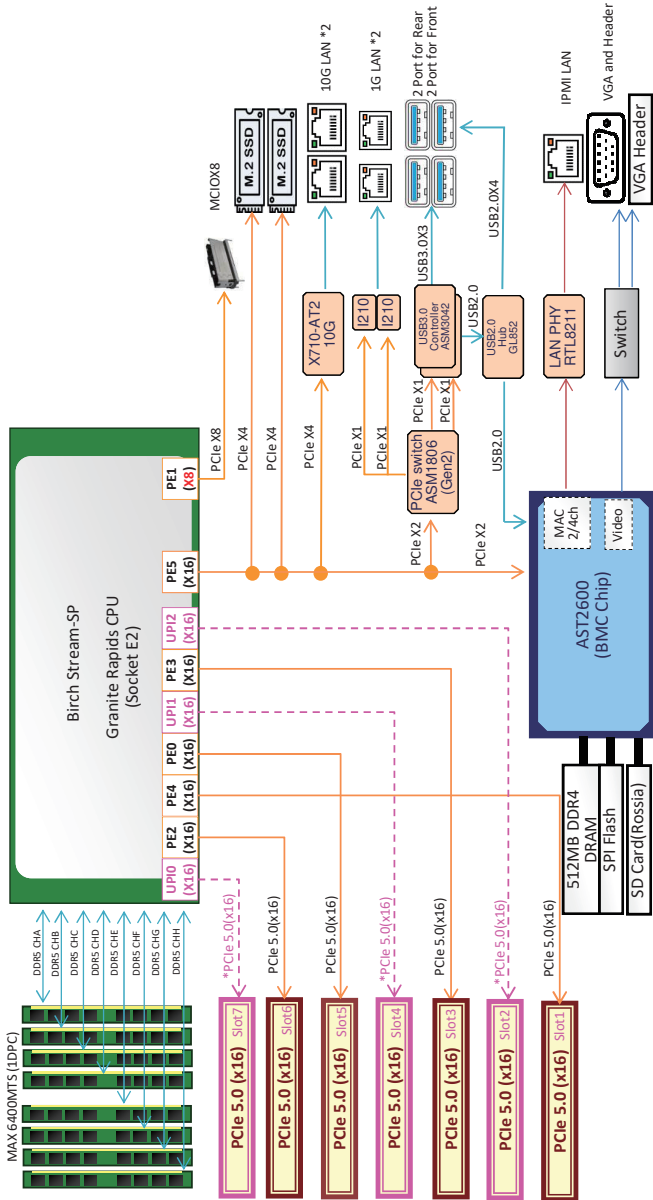 Birch Stream-SP
Granite Rapids CPU
(Socket E2)
UPI0
(X16)
PE2
(X16)
PE4
(X16)
PE0
(X16)
UPI1
(X16)
PE3
(X16)
UPI2
(X16)
PE5
(X16)
PE1
(X8)
MAX 6400MTS (1DPC)
DDR5 CHA
DDR5 CHB
DDR5 CHC
DDR5 CHD
DDR5 CHE
DDR5 CHF
DDR5 CHG
DDR5 CHH
*PCIe 5.0(x16)
PCIe 5.0(x16)
PCIe 5.0(x16)
*PCIe 5.0(x16)
PCIe 5.0(x16)
*PCIe 5.0(x16)
PCIe 5.0(x16)
PCIe 5.0 (x16) Slot7
PCIe 5.0 (x16) Slot6
PCIe 5.0 (x16) Slot5
PCIe 5.0 (x16) Slot4
PCIe 5.0 (x16) Slot3
PCIe 5.0 (x16) Slot2
PCIe 5.0 (x16) Slot1
PCIe X8
MCIOX8
PCIe X4
M.2 SSD
PCIe X4
M.2 SSD
PCIe X4
X710-AT2
10G
10G LAN *2
PCIe X1
PCIe X1
I210
I210
1G LAN *2
PCIe X2
PCIe switch
ASM1806
(Gen2)
PCIe X1
PCIe X1
USB3.0
Controller
ASM3042
USB3.0X3
2 Port for Rear
2 Port for Front
USB2.0
USB2.0
Hub
GL852
USB2.0X4
USB2.0
PCIe X2
MAC
2/4ch
Video
AST2600
(BMC Chip)
LAN PHY
RTL8211
IPMI LAN
Switch
VGA and Header
VGA Header
512MB DDR4
DRAM
SPI Flash
SD Card(Rossia)